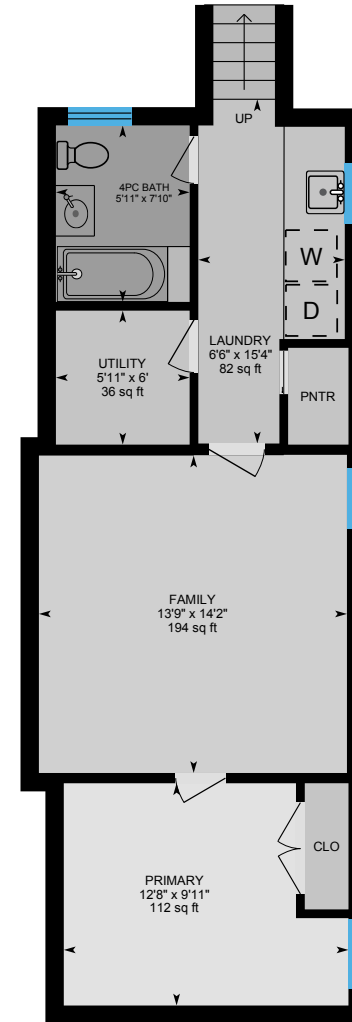 UP
4PC BATH
5'11" x 7'10"
W
D
LAUNDRY
6'6" x 15'4"
82 sq ft
UTILITY
5'11" x 6'
36 sq ft
PNTR
FAMILY
13'9" x 14'2"
194 sq ft
CLO
PRIMARY
12'8" x 9'11"
112 sq ft